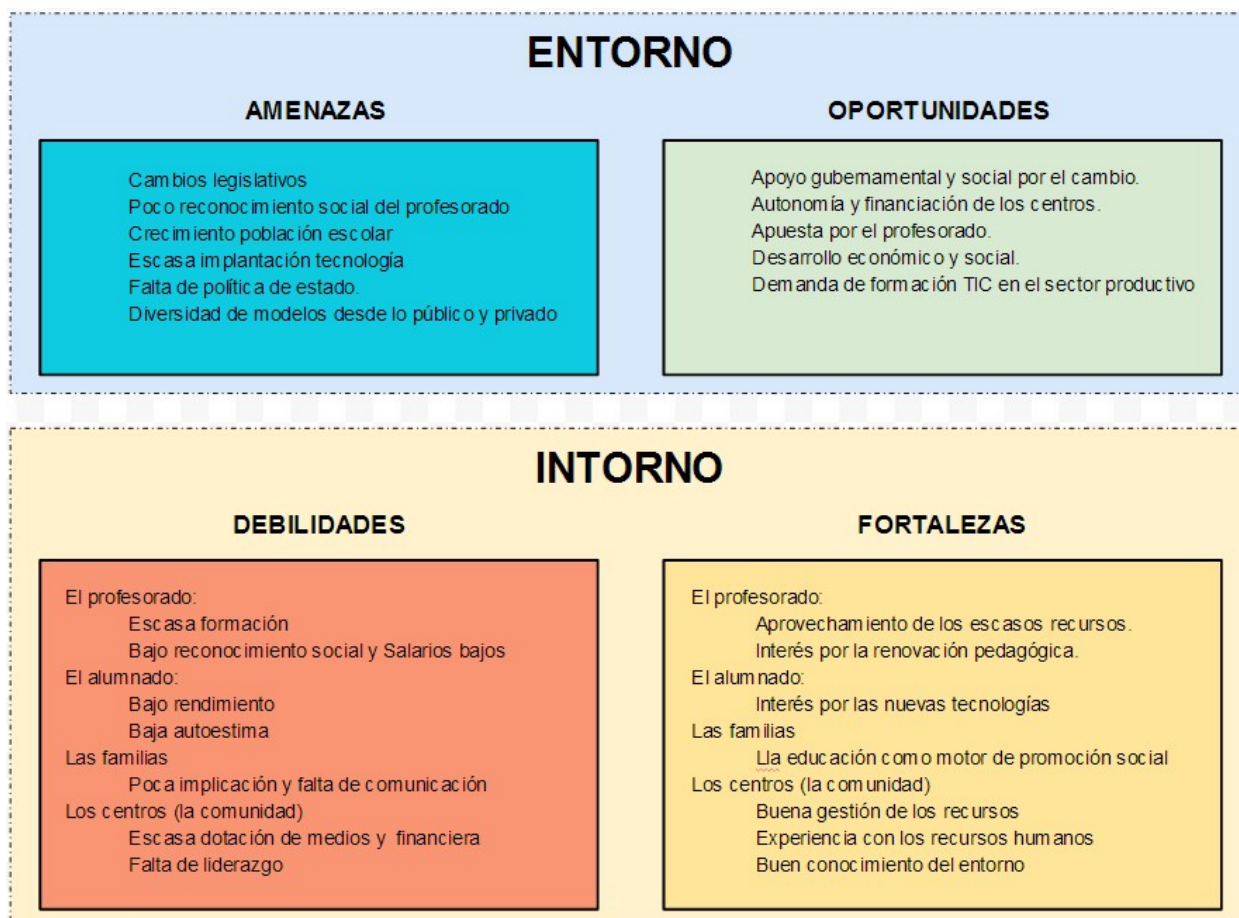 ENTORNO
AMENAZAS
Cambios legislativos
Poco reconocimiento social del profesorado
Crecimiento población escolar
Escasa implantación tecnología
Falta de política de estado.
Diversidad de modelos desde lo público y privado
OPORTUNIDADES
Apoyo gubernamental y social por el cambio.
Autonomía y financiación de los centros.
Apuesta por el profesorado.
Desarrollo económico y social.
Demanda de formación TIC en el sector productivo
INTORNO
DEBILIDADES
El profesorado:
Escasa formación
Bajo reconocimiento social y Salarios bajos
El alumnado:
Bajo rendimiento
Baja autoestima
Las familias
Poca implicación y falta de comunicación
Los centros (la comunidad)
Escasa dotación de medios y financiera
Falta de liderazgo
FORTALEZAS
El profesorado:
Aprovechamiento de los escasos recursos.
Interés por la renovación pedagógica.
El alumnado:
Interés por las nuevas tecnologías
Las familias
Lla educación como motor de promoción social
Los centros (la comunidad)
Buena gestión de los recursos
Experiencia con los recursos humanos
Buen conocimiento del entorno